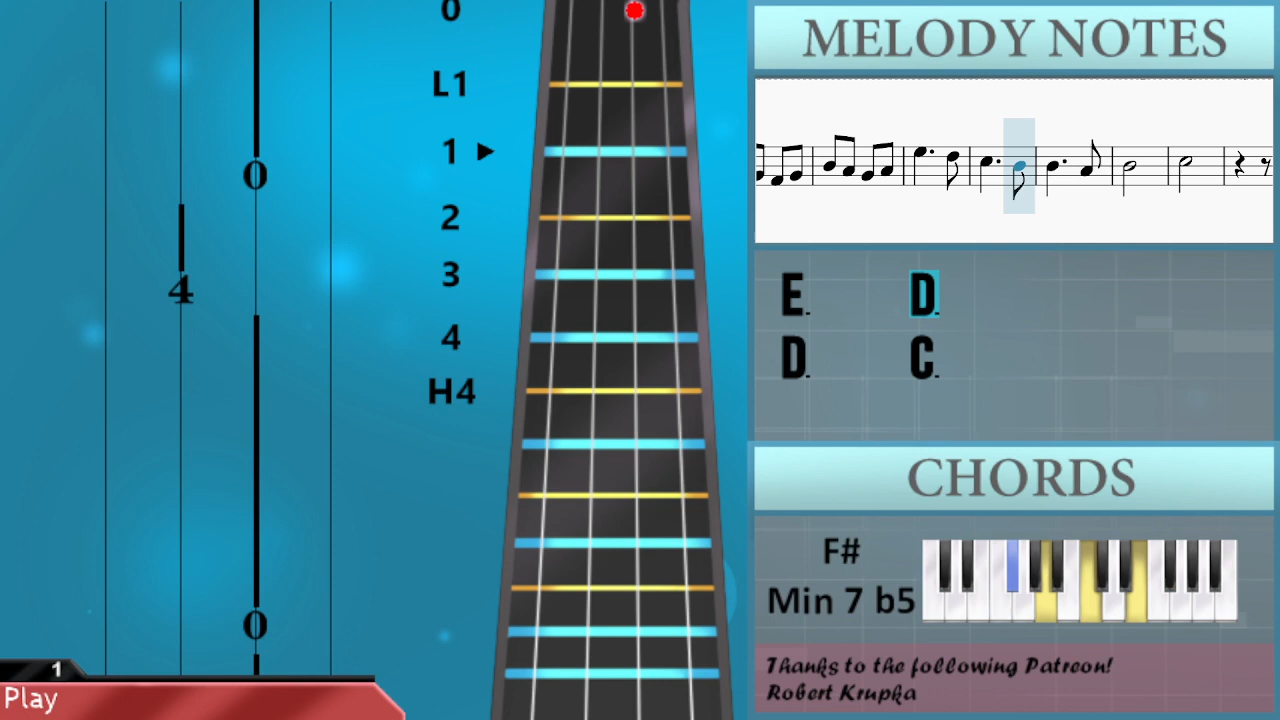 0
L1
1
2
3
4
H4
0
4
0
1
Play
MELODY NOTES
E. D.
D. C.
CHORDS
F#
Min 7 b5
Thanks to the following Patreon!
Robert Krupka